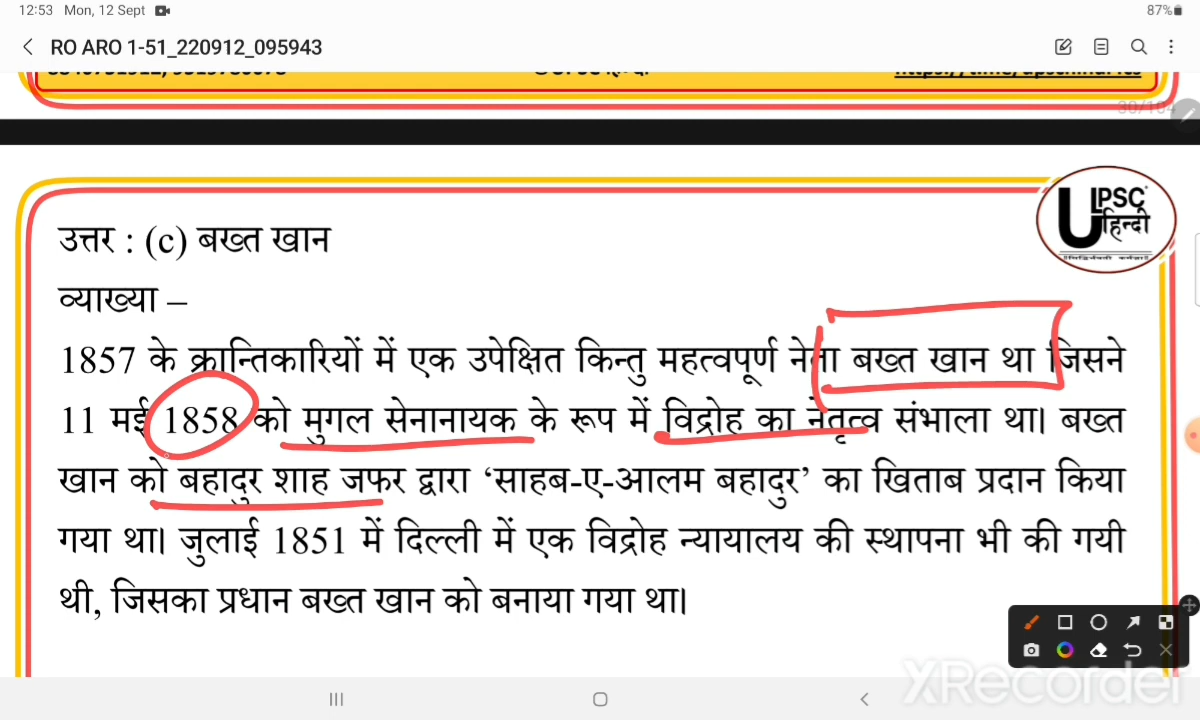 12:53 Mon, 12 Sept
87%
RO ARO 1-51_220912_095943
30/104
UPSC
हिन्दी
उत्तर : (c) बख्त खान
व्याख्या –
1857 के क्रान्तिकारियों में एक उपेक्षित किन्तु महत्वपूर्ण नेता बख्त खान था जिसने
11 मई 1858 को मुगल सेनानायक के रूप में विद्रोह का नेतृत्व संभाला था। बख्त
खान को बहादुर शाह जफर द्वारा ‘साहब-ए-आलम बहादुर’ का खिताब प्रदान किया
गया था। जुलाई 1851 में दिल्ली में एक विद्रोह न्यायालय की स्थापना भी की गयी
थी, जिसका प्रधान बख्त खान को बनाया गया था।
XRecorder